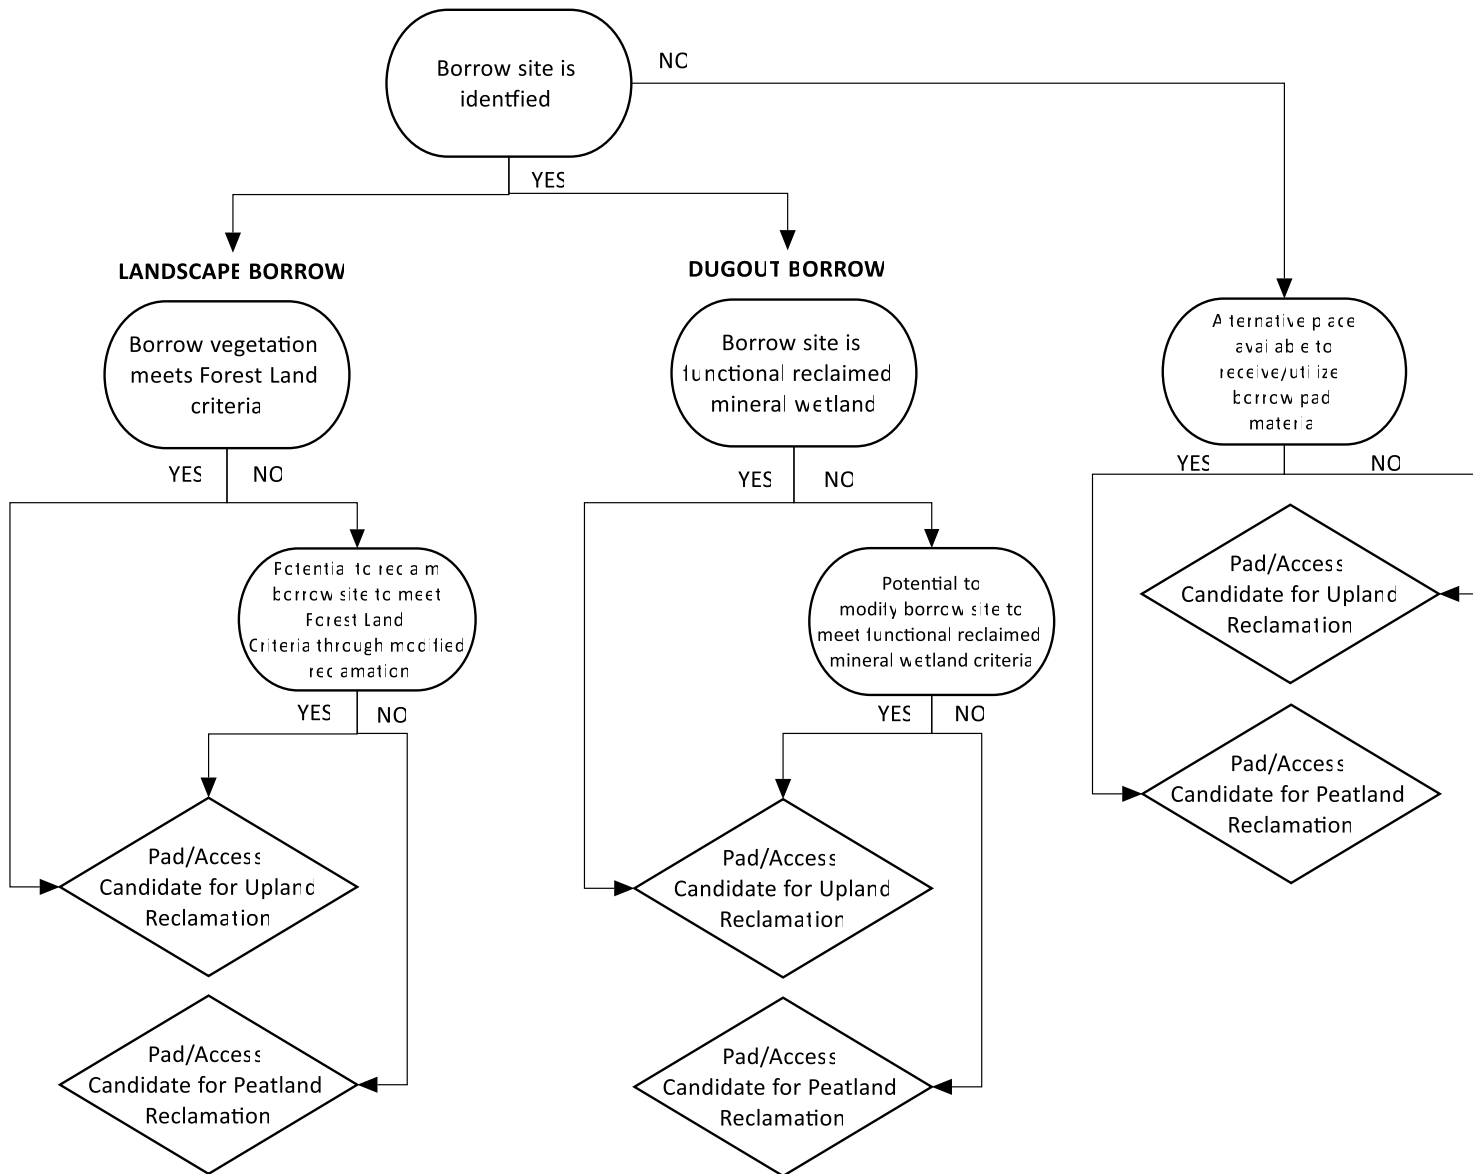 Borrow site is
identfied
NO
YES
LANDSCAPE BORROW
DUGOUT BORROW
Borrow vegetation
meets Forest Land
criteria
Borrow site is
functional reclaimed
mineral wetland
Alternative place
available to
receive/utilize
borrow pad
material
YES NO
YES NO
YES NO
Potential to reclaim
borrow site to meet
Forest Land
Criteria through modified
reclamation
Potential to
modify borrow site to
meet functional reclaimed
mineral wetland criteria
Pad/Access
Candidate for Upland
Reclamation
YES NO
YES NO
Pad/Access
Candidate for Peatland
Reclamation
Pad/Access
Candidate for Upland
Reclamation
Pad/Access
Candidate for Upland
Reclamation
Pad/Access
Candidate for Peatland
Reclamation
Pad/Access
Candidate for Peatland
Reclamation